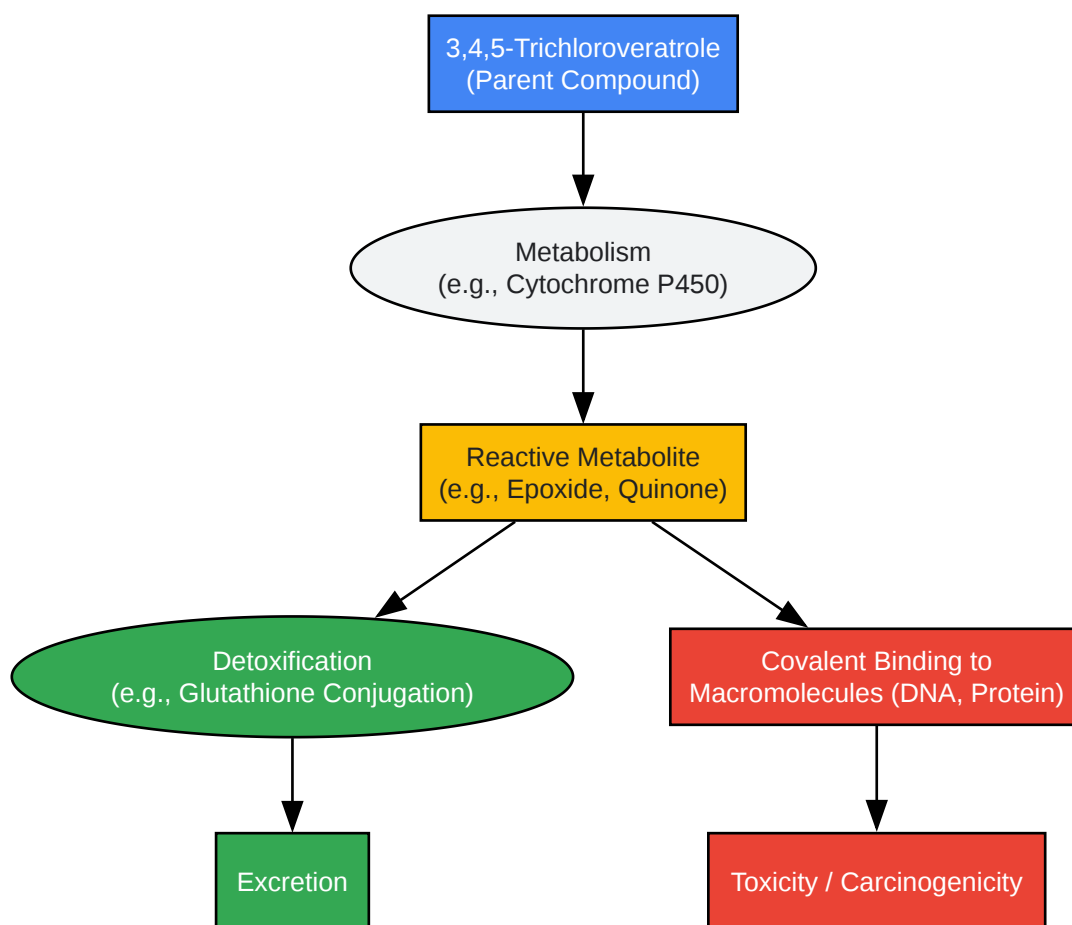 3,4,5-Trichloroveratrole
(Parent Compound)
Metabolism
(e.g., Cytochrome P450)
Reactive Metabolite
(e.g., Epoxide, Quinone)
Detoxification
(e.g., Glutathione Conjugation)
Covalent Binding to
Macromolecules (DNA, Protein)
Excretion
Toxicity / Carcinogenicity